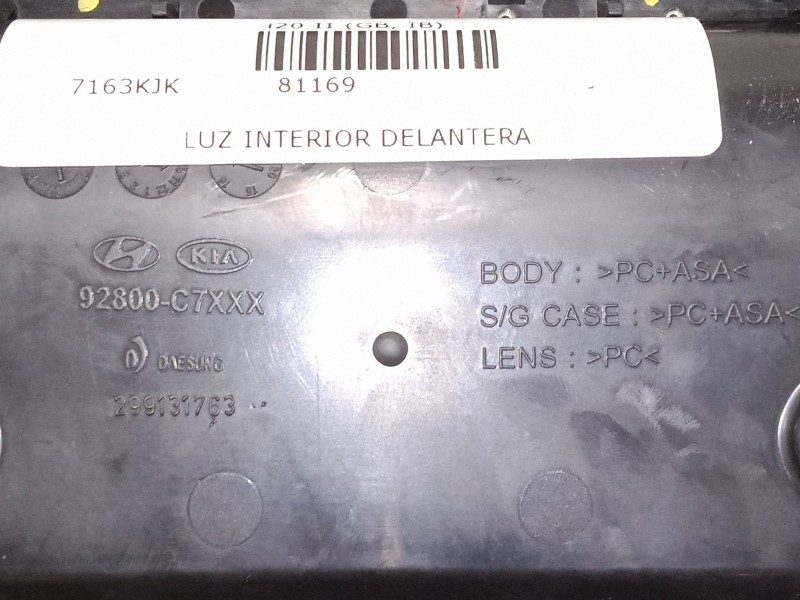 I20 II (GB, IB)
7163KJK 81169
LUZ INTERIOR DELANTERA
KIA
92800-C7XXX
DAESUNG
299131763
BODY : >PC+ASA<
S/G CASE : >PC+ASA<
LENS : >PC<